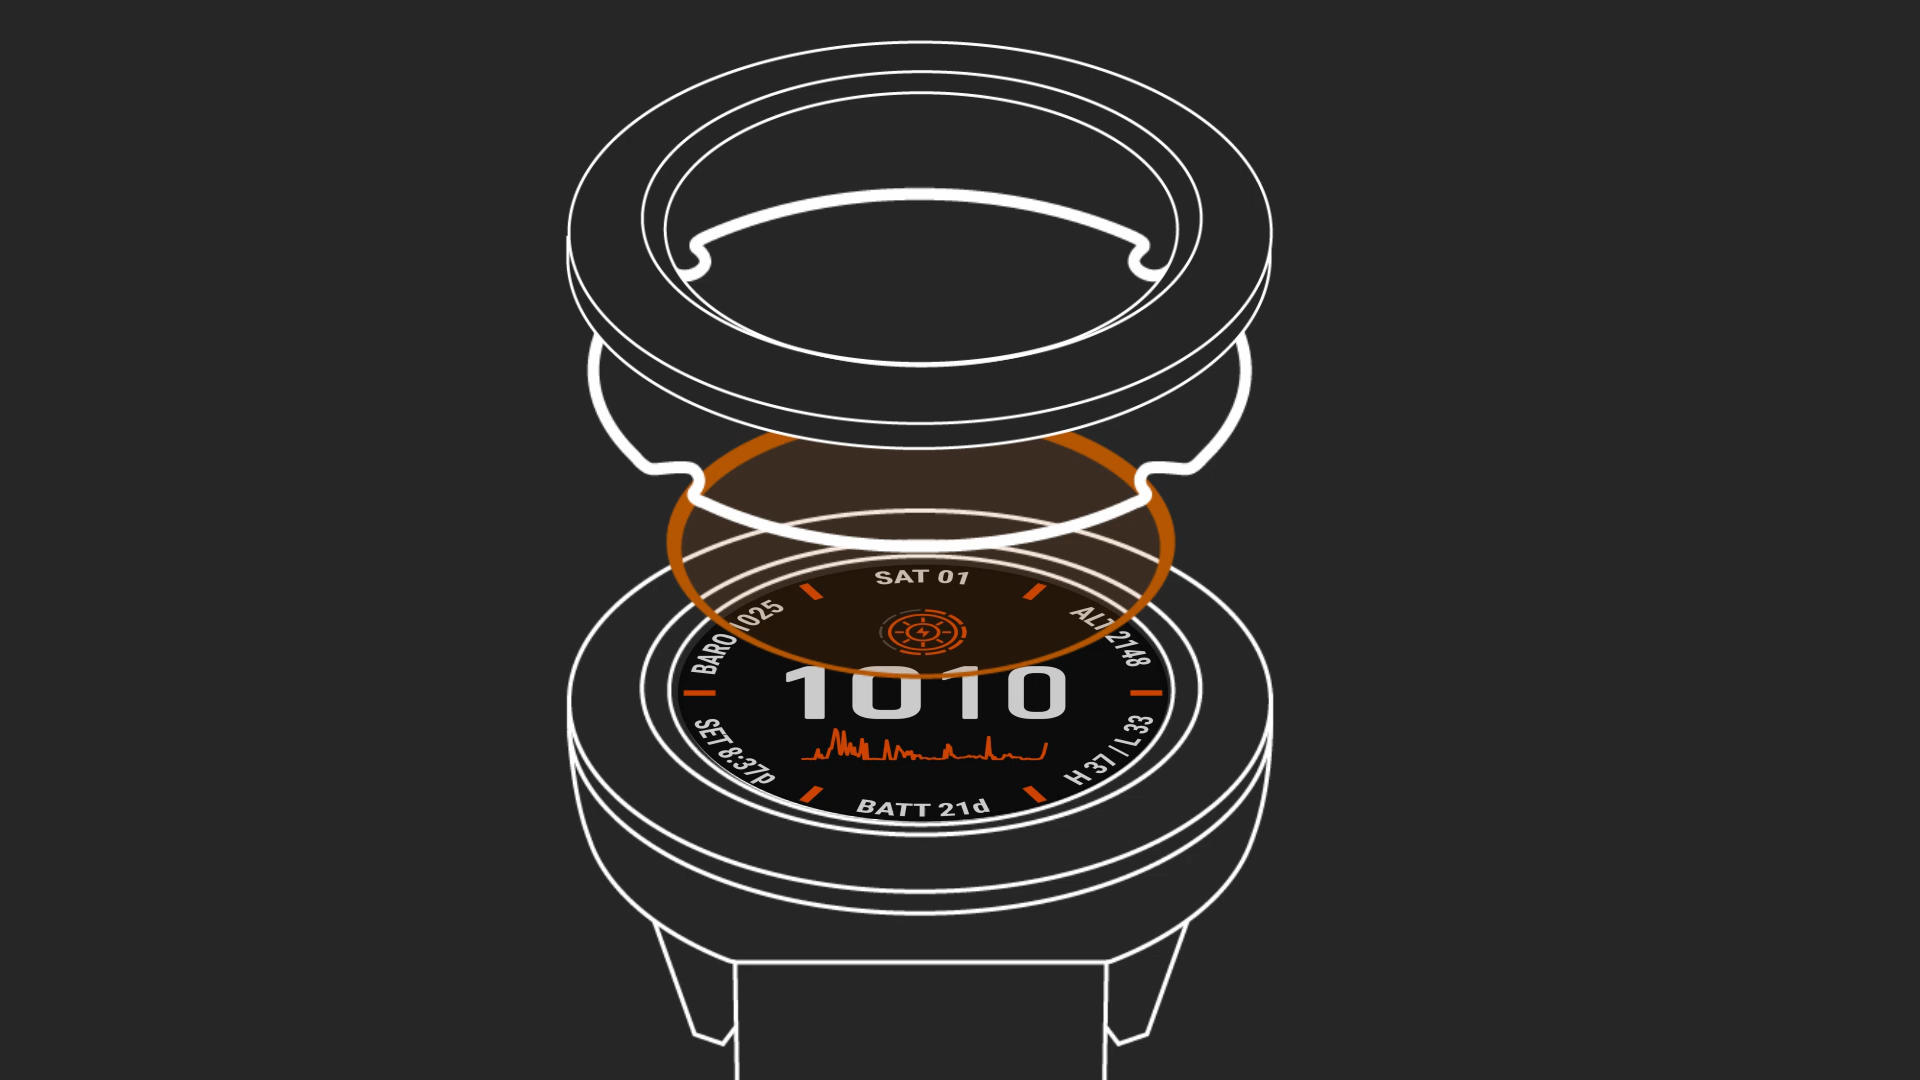 SAT 01
BARO 1025
ALT 2148
1010
SET 8:37p
H 37 / L 33
BATT 21d